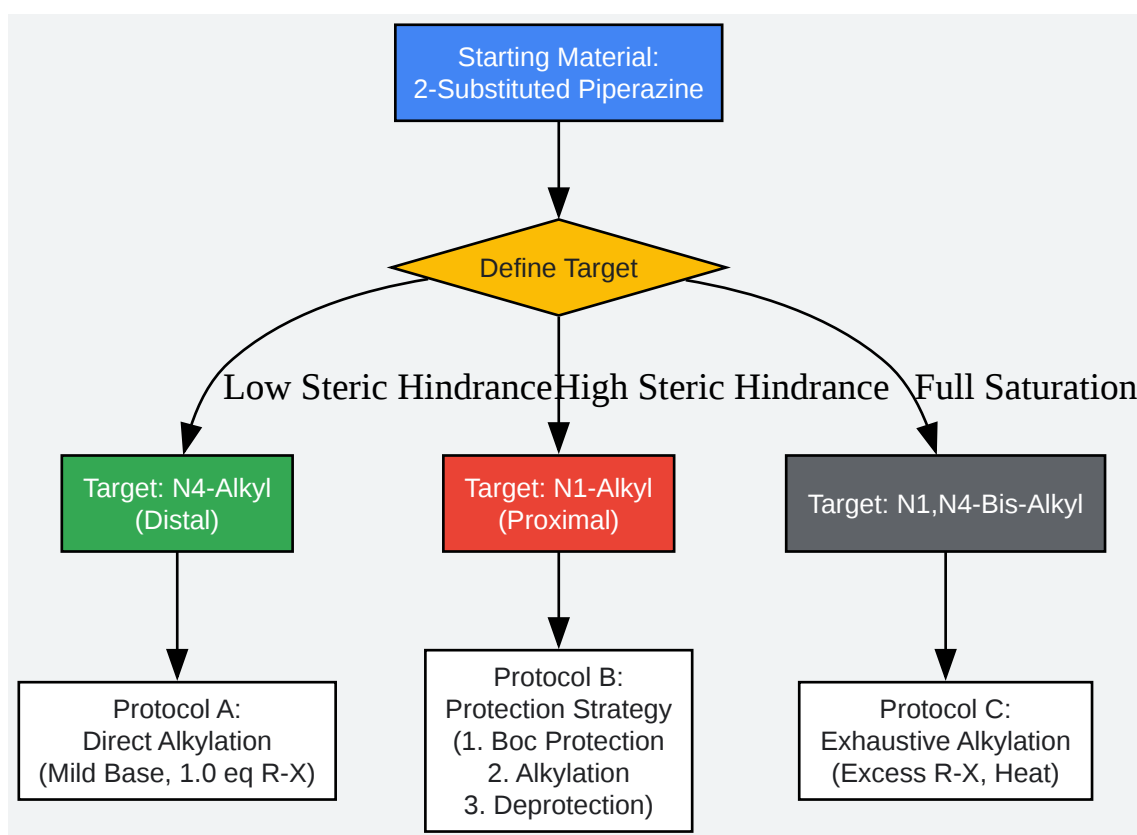 Starting Material:
2-Substituted Piperazine
Define Target
Low Steric Hindrance
High Steric Hindrance
Full Saturation
Target: N4-Alkyl
(Distal)
Target: N1-Alkyl
(Proximal)
Target: N1,N4-Bis-Alkyl
Protocol A:
Direct Alkylation
(Mild Base, 1.0 eq R-X)
Protocol B:
Protection Strategy
(1. Boc Protection
2. Alkylation
3. Deprotection)
Protocol C:
Exhaustive Alkylation
(Excess R-X, Heat)